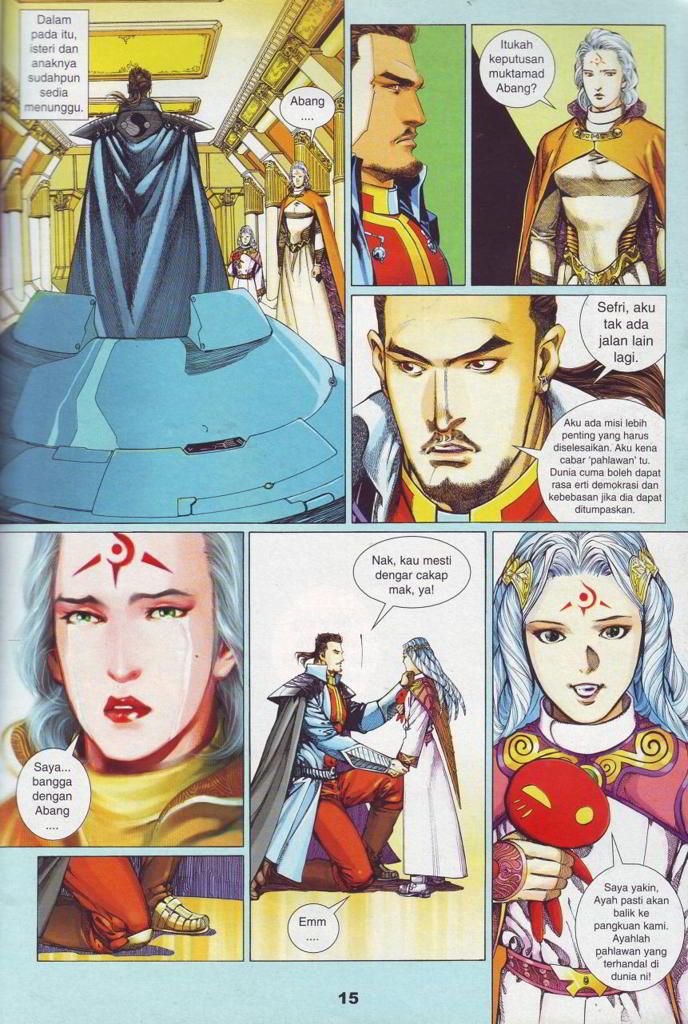 Dalam
pada itu,
isteri dan
anaknya
sudahpun
sedia
menunggu.
Abang
....
Itukah
keputusan
muktamad
Abang?
Sefri, aku
tak ada
jalan lain
lagi.
Aku ada misi lebih
penting yang harus
diselesaikan. Aku kena
cabar 'pahlawan' tu.
Dunia cuma boleh dapat
rasa erti demokrasi dan
kebebasan jika dia dapat
ditumpaskan.
Saya...
bangga
dengan
Abang
....
Nak, kau mesti
dengar cakap
mak, ya!
Emm
....
Saya yakin,
Ayah pasti akan
balik ke
pangkuan kami.
Ayahlah
pahlawan yang
terhandal di
dunia ni!
15